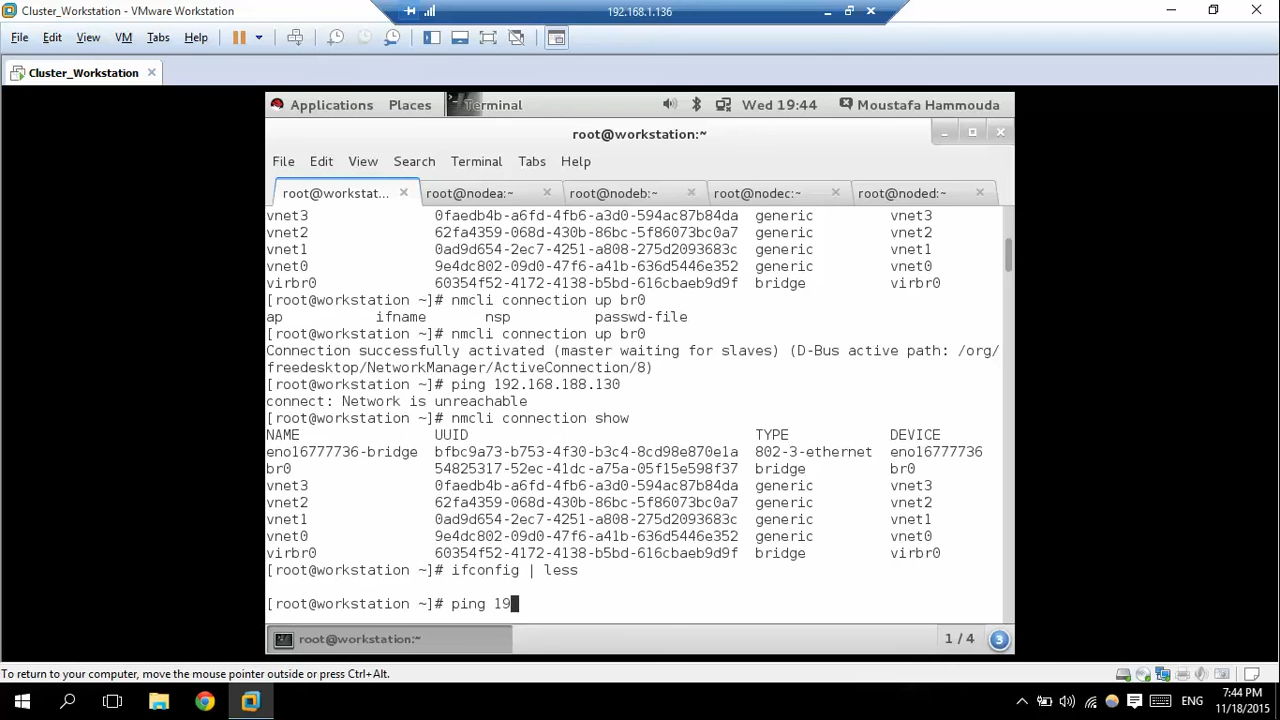 Cluster_Workstation - VMware Workstation
192.168.1.136
File Edit View VM Tabs Help
Cluster_Workstation
Applications Places Terminal Wed 19:44 Moustafa Hammouda
root@workstation:~
File Edit View Search Terminal Tabs Help
root@workstat... root@nodea:~ root@nodeb:~ root@nodec:~ root@noded:~
vnet3 0faedb4b-a6fd-4fb6-a3d0-594ac87b84da generic vnet3
vnet2 62fa4359-068d-430b-86bc-5f86073bc0a7 generic vnet2
vnet1 0ad9d654-2ec7-4251-a808-275d2093683c generic vnet1
vnet0 9e4dc802-09d0-47f6-a41b-636d5446e352 generic vnet0
virbr0 60354f52-4172-4138-b5bd-616cbaeb9d9f bridge virbr0
[root@workstation ~]# nmcli connection up br0
ap ifname nsp passwd-file
[root@workstation ~]# nmcli connection up br0
Connection successfully activated (master waiting for slaves) (D-Bus active path: /org/
freedesktop/NetworkManager/ActiveConnection/8)
[root@workstation ~]# ping 192.168.188.130
connect: Network is unreachable
[root@workstation ~]# nmcli connection show
NAME UUID TYPE DEVICE
eno16777736-bridge bfbc9a73-b753-4f30-b3c4-8cd98e870e1a 802-3-ethernet eno16777736
br0 54825317-52ec-41dc-a75a-05f15e598f37 bridge br0
vnet3 0faedb4b-a6fd-4fb6-a3d0-594ac87b84da generic vnet3
vnet2 62fa4359-068d-430b-86bc-5f86073bc0a7 generic vnet2
vnet1 0ad9d654-2ec7-4251-a808-275d2093683c generic vnet1
vnet0 9e4dc802-09d0-47f6-a41b-636d5446e352 generic vnet0
virbr0 60354f52-4172-4138-b5bd-616cbaeb9d9f bridge virbr0
[root@workstation ~]# ifconfig | less
[root@workstation ~]# ping 19
root@workstation:~ 1 / 4 3
To return to your computer, move the mouse pointer outside or press Ctrl+Alt.
ENG
7:44 PM
11/18/2015